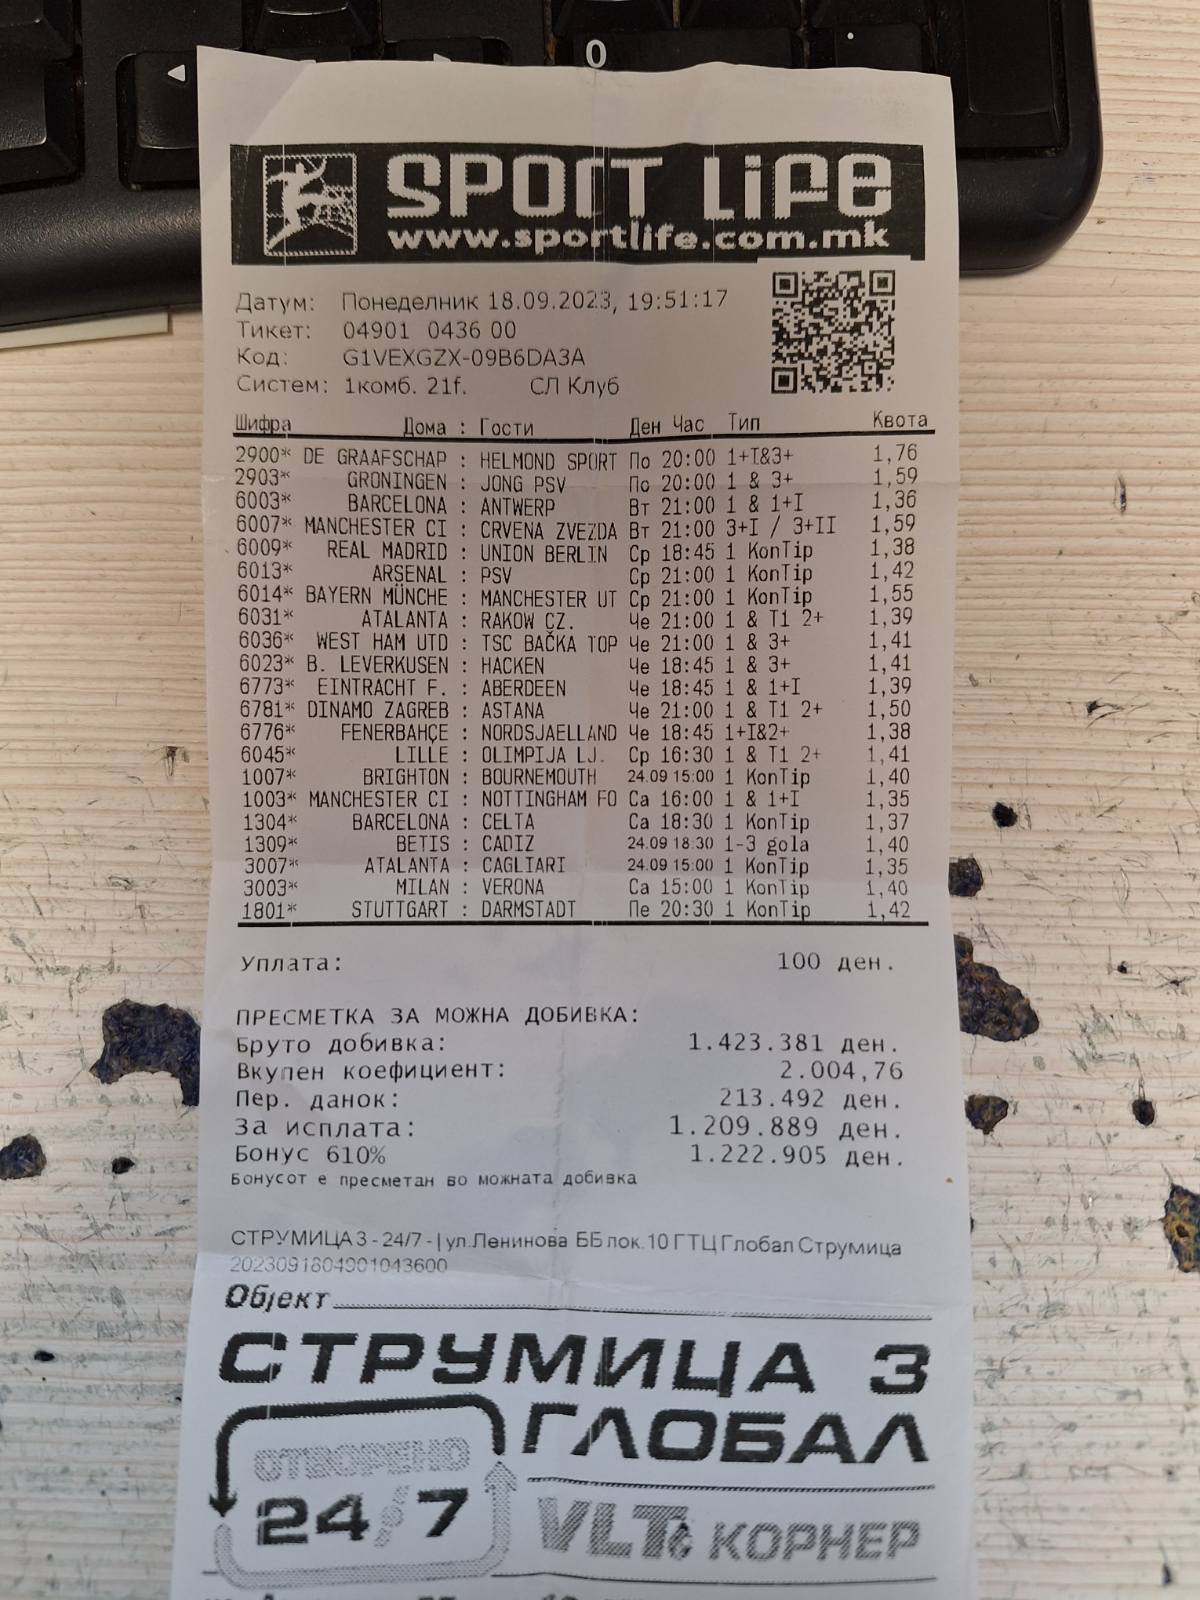 0
SPORT LIFE
www.sportlife.com.mk
Датум: Понеделник 18.09.2023, 19:51:17
Тикет: 04901 0436 00
Код: G1VEXGZX-09B6DA3A
Систем: 1комб. 21f. СЛ Клуб
Шифра Дома : Гости Ден Час Тип Квота
2900* DE GRAAFSCHAP : HELMOND SPORT По 20:00 1+I&3+ 1,76
2903* GRONINGEN : JONG PSV По 20:00 1 & 3+ 1,59
6003* BARCELONA : ANTWERP Вт 21:00 1 & 1+I 1,36
6007* MANCHESTER CI : CRVENA ZVEZDA Вт 21:00 3+I / 3+II 1,59
6009* REAL MADRID : UNION BERLIN Ср 18:45 1 KonTip 1,38
6013* ARSENAL : PSV Ср 21:00 1 KonTip 1,42
6014* BAYERN MÜNCHE : MANCHESTER UT Ср 21:00 1 KonTip 1,55
6031* ATALANTA : RAKOW CZ. Че 21:00 1 & T1 2+ 1,39
6036* WEST HAM UTD : TSC BAČKA TOP Че 21:00 1 & 3+ 1,41
6023* B. LEVERKUSEN : HACKEN Че 18:45 1 & 3+ 1,41
6773* EINTRACHT F. : ABERDEEN Че 18:45 1 & 1+I 1,39
6781* DINAMO ZAGREB : ASTANA Че 21:00 1 & T1 2+ 1,50
6776* FENERBAHÇE : NORDSJAELLAND Че 18:45 1+I&2+ 1,38
6045* LILLE : OLIMPIJA LJ. Ср 16:30 1 & T1 2+ 1,41
1007* BRIGHTON : BOURNEMOUTH 24.09 15:00 1 KonTip 1,40
1003* MANCHESTER CI : NOTTINGHAM FO Са 16:00 1 & 1+I 1,35
1304* BARCELONA : CELTA Са 18:30 1 KonTip 1,37
1309* BETIS : CADIZ 24.09 18:30 1-3 gola 1,40
3007* ATALANTA : CAGLIARI 24.09 15:00 1 KonTip 1,35
3003* MILAN : VERONA Са 15:00 1 KonTip 1,40
1801* STUTTGART : DARMSTADT Пе 20:30 1 KonTip 1,42
Уплата: 100 ден.
ПРЕСМЕТКА ЗА МОЖНА ДОБИВКА:
Бруто добивка: 1.423.381 ден.
Вкупен коефициент: 2.004,76
Пер. данок: 213.492 ден.
За исплата: 1.209.889 ден.
Бонус 610% 1.222.905 ден.
Бонусот е пресметан во можната добивка
СТРУМИЦА 3 - 24/7 - | ул.Ленинова ББ лок.10 ГТЦ Глобал Струмица
2023091804901043600
Објект
СТРУМИЦА 3
ГЛОБАЛ
ОТВОРЕНО
24/7
VLTs КОРНЕР